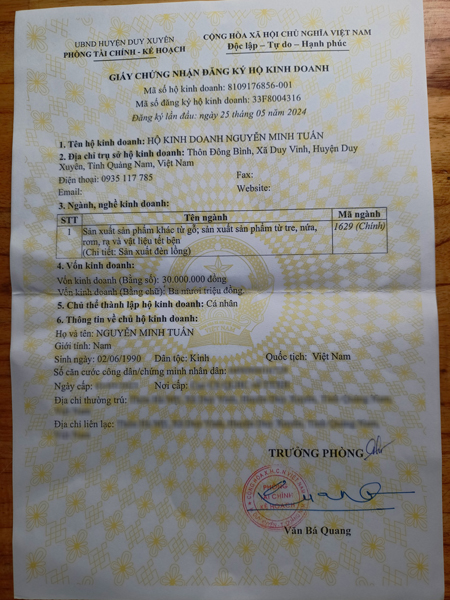 UBND HUYỆN DUY XUYÊN
PHÒNG TÀI CHÍNH - KẾ HOẠCH
CỘNG HÒA XÃ HỘI CHỦ NGHĨA VIỆT NAM
Độc lập – Tự do – Hạnh phúc
GIẤY CHỨNG NHẬN ĐĂNG KÝ HỘ KINH DOANH
Mã số hộ kinh doanh: 8109176856-001
Mã số đăng ký hộ kinh doanh: 33F8004316
Đăng ký lần đầu, ngày 25 tháng 05 năm 2024
1. Tên hộ kinh doanh: HỘ KINH DOANH NGUYỄN MINH TUẤN
2. Địa chỉ trụ sở hộ kinh doanh: Thôn Đông Bình, Xã Duy Vinh, Huyện Duy
Xuyên, Tỉnh Quảng Nam, Việt Nam
Điện thoại: 0935 117 785 Fax:
Email: Website:
3. Ngành, nghề kinh doanh:
STT Tên ngành Mã ngành
1 Sản xuất sản phẩm khác từ gỗ; sản xuất sản phẩm từ tre, nứa, 1629 (Chính)
rơm, rạ và vật liệu tết bện
(Chi tiết: Sản xuất đèn lồng)
4. Vốn kinh doanh:
Vốn kinh doanh (Bằng số): 30.000.000 đồng.
Vốn kinh doanh (Bằng chữ): Ba mươi triệu đồng.
5. Chủ thể thành lập hộ kinh doanh: Cá nhân
6. Thông tin về chủ hộ kinh doanh:
Họ và tên: NGUYỄN MINH TUẤN
Giới tính: Nam
Sinh ngày: 02/06/1990 Dân tộc: Kinh Quốc tịch: Việt Nam
Số căn cước công dân/chứng minh nhân dân:
Ngày cấp: Nơi cấp:
Địa chỉ thường trú:
Địa chỉ liên lạc:
TRƯỞNG PHÒNG
PHÒNG
TÀI CHÍNH
KẾ HOẠCH
Văn Bá Quang